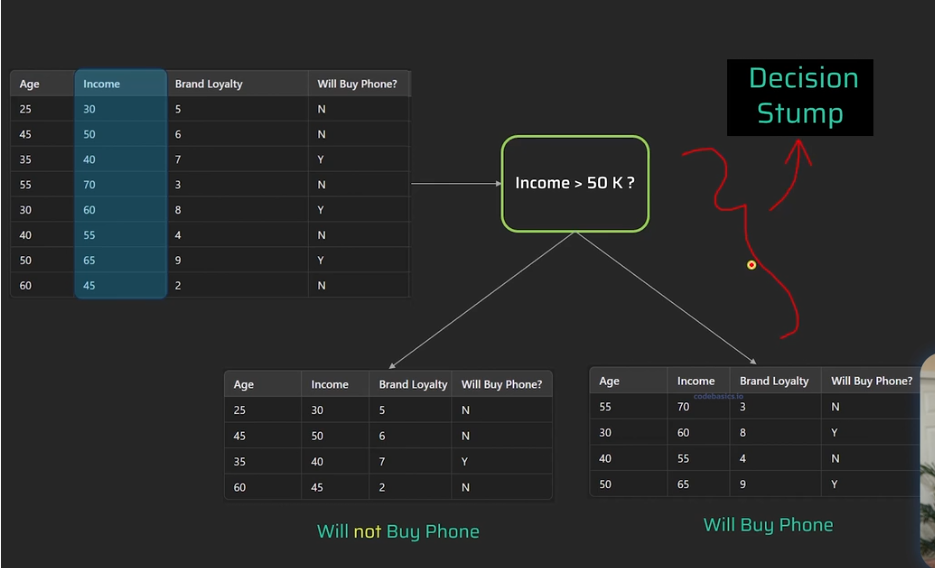 Decision
Stump
Age Income Brand Loyalty Will Buy Phone?
25 30 5 N
45 50 6 N
35 40 7 Y
55 70 3 N
30 60 8 Y
40 55 4 N
50 65 9 Y
60 45 2 N
Income > 50 K ?
Age Income Brand Loyalty Will Buy Phone?
25 30 5 N
45 50 6 N
35 40 7 Y
60 45 2 N
Will not Buy Phone
Age Income Brand Loyalty Will Buy Phone?
codebasics.io
55 70 3 N
30 60 8 Y
40 55 4 N
50 65 9 Y
Will Buy Phone